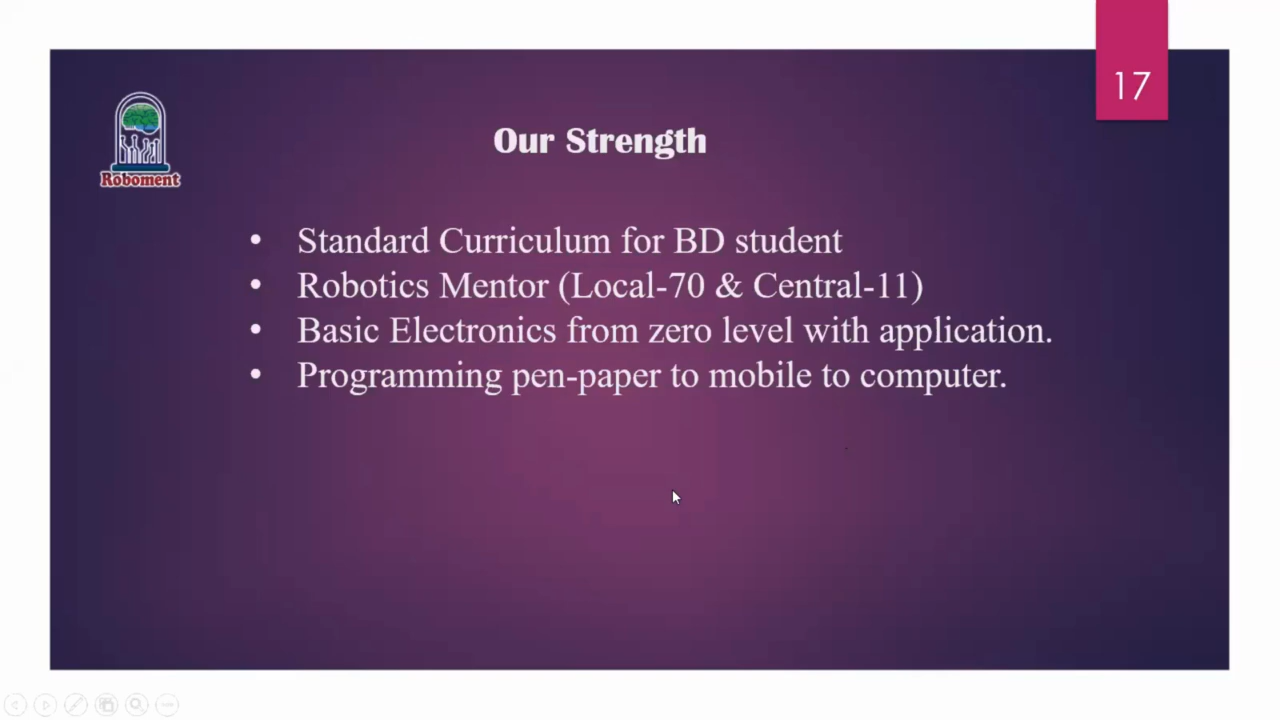 17
Roboment
Our Strength
• Standard Curriculum for BD student
• Robotics Mentor (Local-70 & Central-11)
• Basic Electronics from zero level with application.
• Programming pen-paper to mobile to computer.